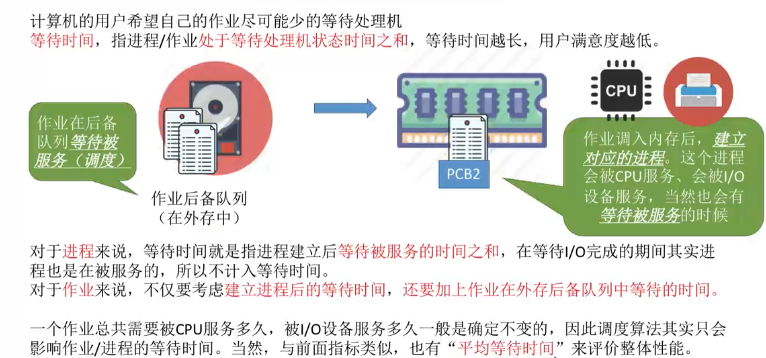 计算机的用户希望自己的作业尽可能少的等待处理机
等待时间，指进程/作业处于等待处理机状态时间之和，等待时间越长，用户满意度越低。
作业在后备
队列等待被
服务（调度）
作业后备队列
（在外存中）
PCB2
CPU
作业调入内存后，建立
对应的进程。这个进程
会被CPU服务、会被I/O
设备服务，当然也会有
等待被服务的时候
对于进程来说，等待时间就是指进程建立后等待被服务的时间之和，在等待I/O完成的期间其实进
程也是在被服务的，所以不计入等待时间。
对于作业来说，不仅要考虑建立进程后的等待时间，还要加上作业在外存后备队列中等待的时间。
一个作业总共需要被CPU服务多久，被I/O设备服务多久一般是确定不变的，因此调度算法其实只会
影响作业/进程的等待时间。当然，与前面指标类似，也有“平均等待时间”来评价整体性能。